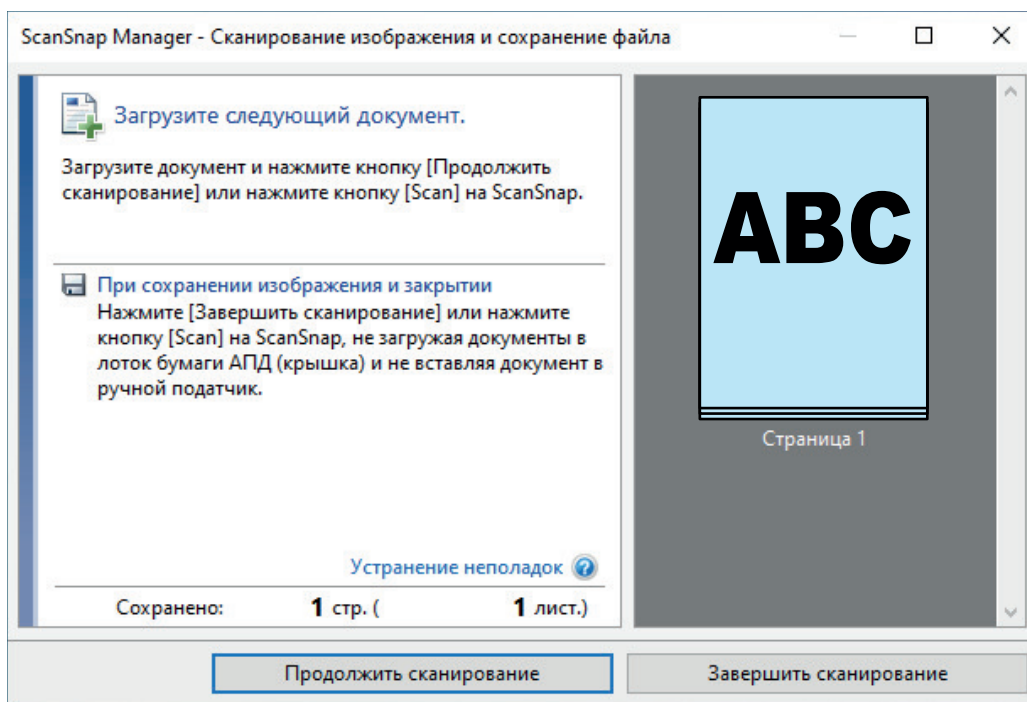 ScanSnap Manager - Сканирование изображения и сохранение файла
Загрузите следующий документ.
Загрузите документ и нажмите кнопку [Продолжить
сканирование] или нажмите кнопку [Scan] на ScanSnap.
При сохранении изображения и закрытии
Нажмите [Завершить сканирование] или нажмите
кнопку [Scan] на ScanSnap, не загружая документы в
лоток бумаги АПД (крышка) и не вставляя документ в
ручной податчик.
Устранение неполадок
Сохранено: 1 стр. ( 1 лист.)
ABC
Страница 1
Продолжить сканирование
Завершить сканирование